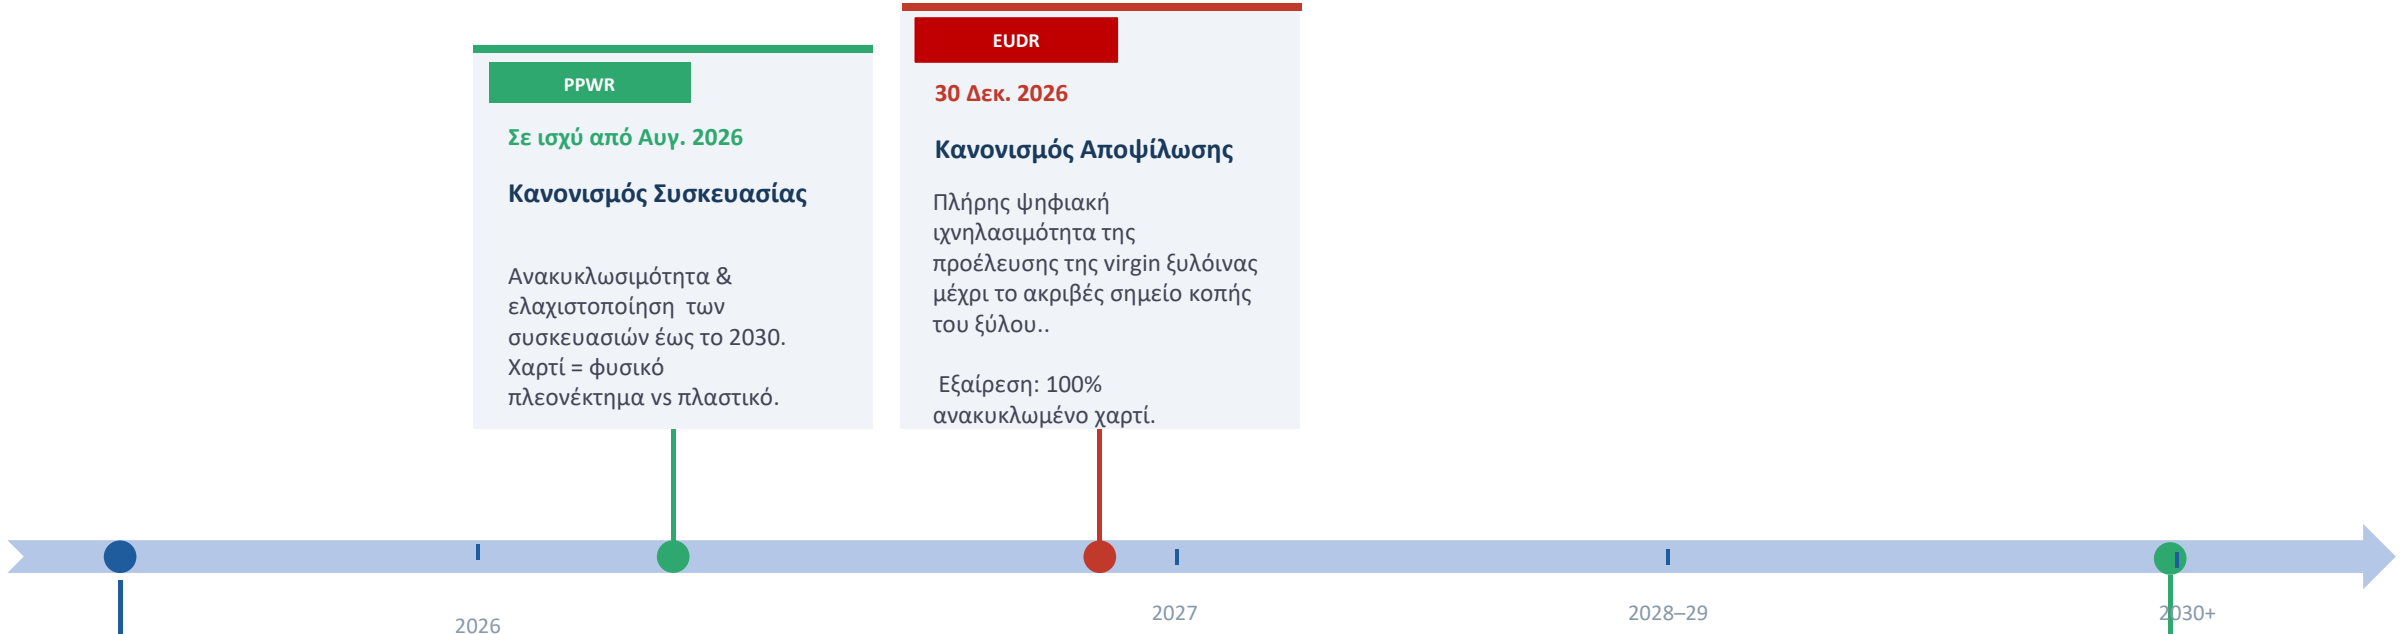 PPWR
Σε ισχύ από Αυγ. 2026
Κανονισμός Συσκευασίας
Ανακυκλωσιμότητα &
ελαχιστοποίηση  των
συσκευασιών έως το 2030.
Χαρτί = φυσικό
πλεονέκτημα vs πλαστικό.
EUDR
30 Δεκ. 2026
Κανονισμός Αποψίλωσης
Πλήρης ψηφιακή
ιχνηλασιμότητα της
προέλευσης της virgin ξυλόινας
μέχρι το ακριβές σημείο κοπής
του ξύλου..
Εξαίρεση: 100%
ανακυκλωμένο χαρτί.
2026
2027
2028–29
2030+